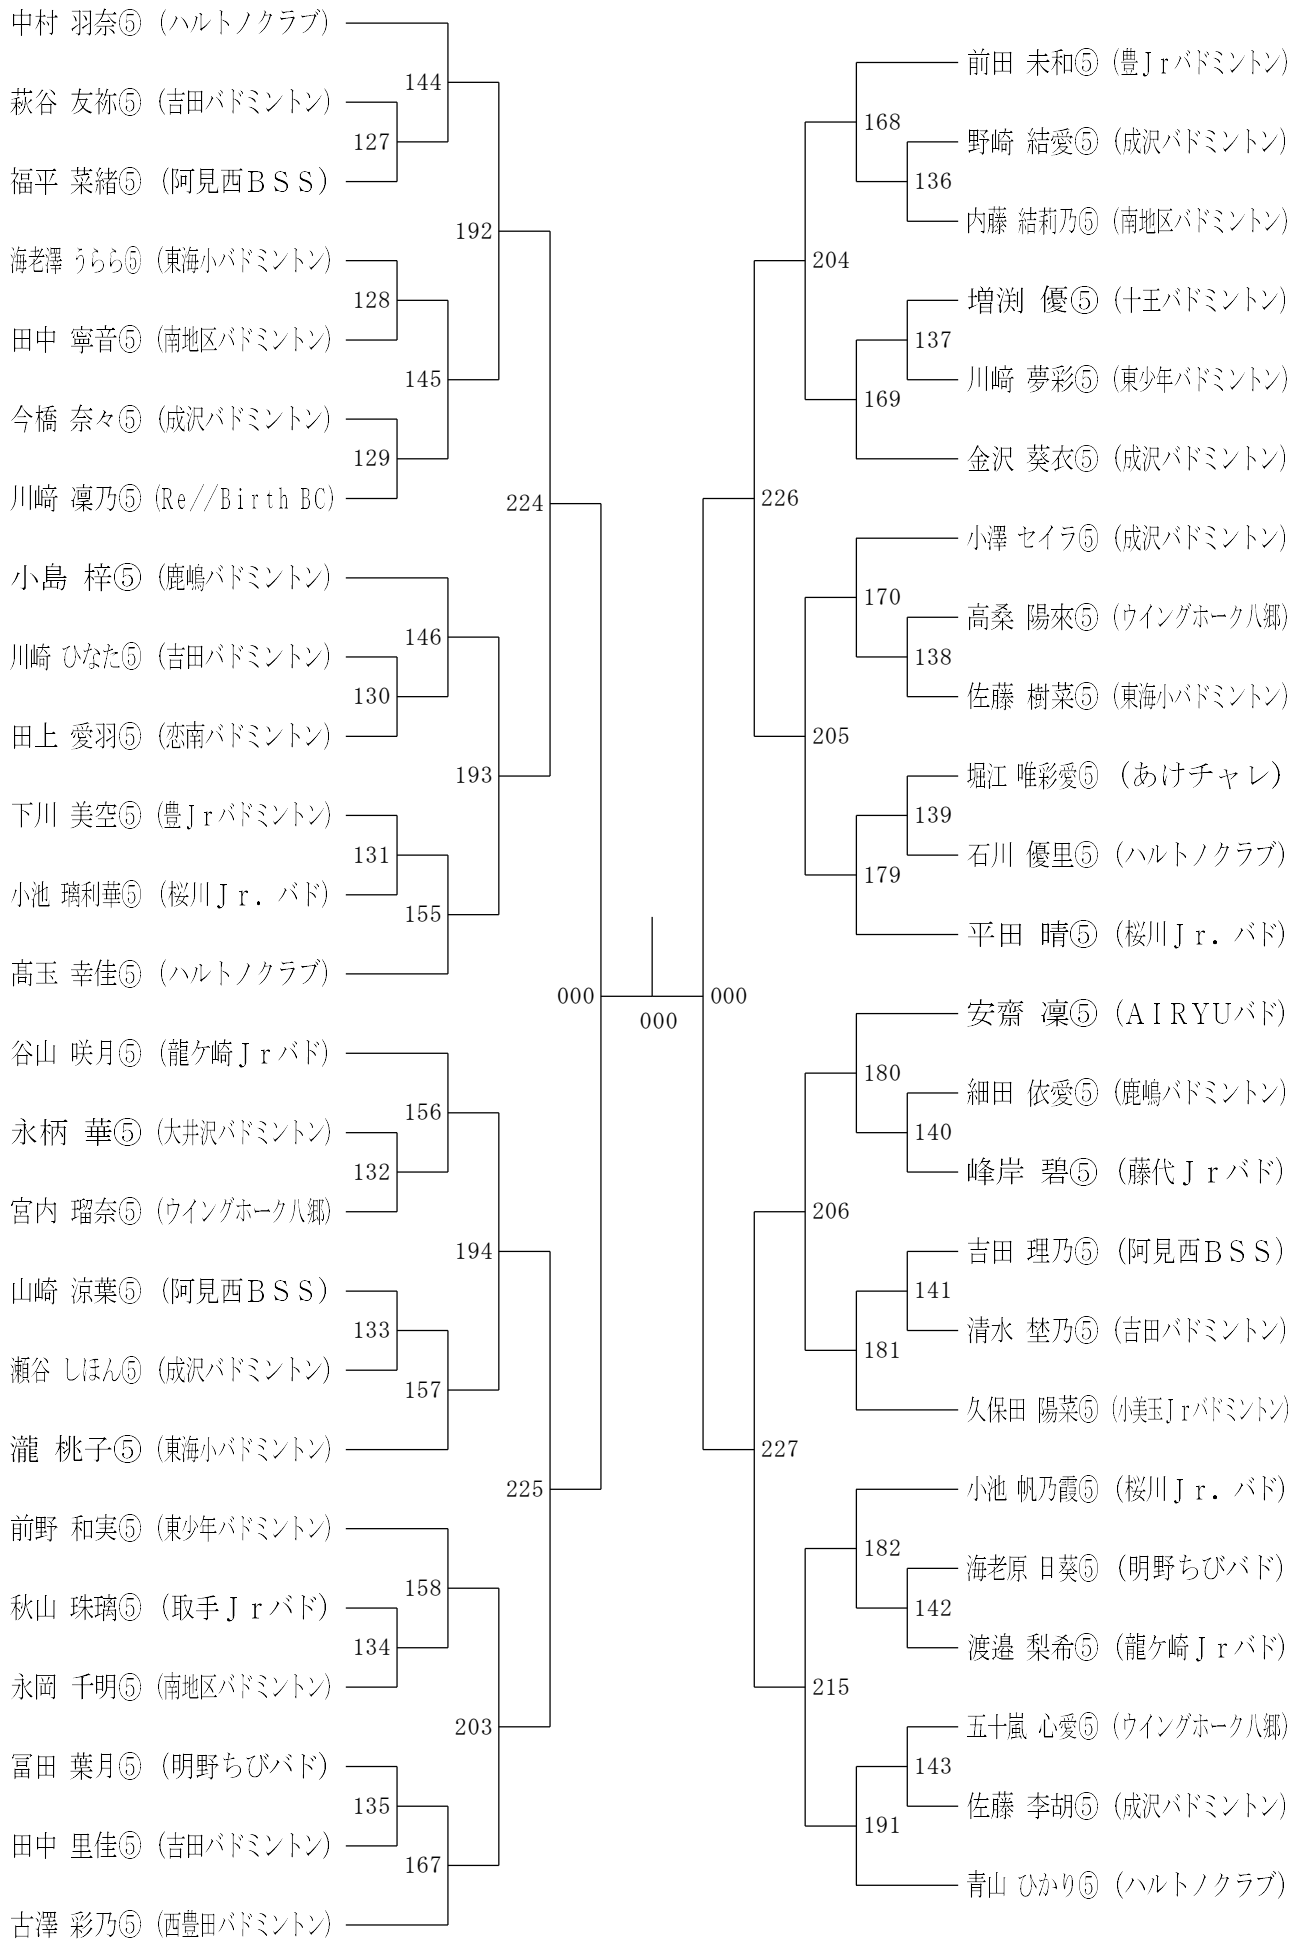 中村 羽奈⑤ (ハルトノクラブ)
144
萩谷 友祢⑤ (吉田バドミントン)
127
福平 菜緒⑤ (阿見西ＢＳＳ)
192
海老澤 うらら⑤ (東海小バドミントン)
128
田中 寧音⑤ (南地区バドミントン)
145
今橋 奈々⑤ (成沢バドミントン)
129
川﨑 凜乃⑤ (Re//Birth BC)
224
小島 梓⑤ (鹿嶋バドミントン)
146
川崎 ひなた⑤ (吉田バドミントン)
130
田上 愛羽⑤ (恋南バドミントン)
193
下川 美空⑤ (豊Ｊｒバドミントン)
131
小池 璃利華⑤ (桜川Ｊｒ．バド)
155
髙玉 幸佳⑤ (ハルトノクラブ)
000
000
000
谷山 咲月⑤ (龍ケ崎Ｊｒバド)
156
永柄 華⑤ (大井沢バドミントン)
132
宮内 瑠奈⑤ (ウイングホーク八郷)
194
山崎 涼葉⑤ (阿見西ＢＳＳ)
133
瀬谷 しほん⑤ (成沢バドミントン)
157
瀧 桃子⑤ (東海小バドミントン)
225
前野 和実⑤ (東少年バドミントン)
158
秋山 珠璃⑤ (取手Ｊｒバド)
134
永岡 千明⑤ (南地区バドミントン)
203
冨田 葉月⑤ (明野ちびバド)
135
田中 里佳⑤ (吉田バドミントン)
167
古澤 彩乃⑤ (西豊田バドミントン)
前田 未和⑤ (豊Ｊｒバドミントン)
168
野崎 結愛⑤ (成沢バドミントン)
136
内藤 結莉乃⑤ (南地区バドミントン)
204
増渕 優⑤ (十王バドミントン)
137
川﨑 夢彩⑤ (東少年バドミントン)
169
金沢 葵衣⑤ (成沢バドミントン)
226
小澤 セイラ⑤ (成沢バドミントン)
170
高桑 陽來⑤ (ウイングホーク八郷)
138
佐藤 樹菜⑤ (東海小バドミントン)
205
堀江 唯彩愛⑤ (あけチャレ)
139
石川 優里⑤ (ハルトノクラブ)
179
平田 晴⑤ (桜川Ｊｒ．バド)
安齋 凜⑤ (ＡＩＲＹＵバド)
180
細田 依愛⑤ (鹿嶋バドミントン)
140
峰岸 碧⑤ (藤代Ｊｒバド)
206
吉田 理乃⑤ (阿見西ＢＳＳ)
141
清水 埜乃⑤ (吉田バドミントン)
181
久保田 陽菜⑤ (小美玉Ｊｒバドミントン)
227
小池 帆乃霞⑤ (桜川Ｊｒ．バド)
182
海老原 日葵⑤ (明野ちびバド)
142
渡邉 梨希⑤ (龍ケ崎Ｊｒバド)
215
五十嵐 心愛⑤ (ウイングホーク八郷)
143
佐藤 李胡⑤ (成沢バドミントン)
191
青山 ひかり⑤ (ハルトノクラブ)